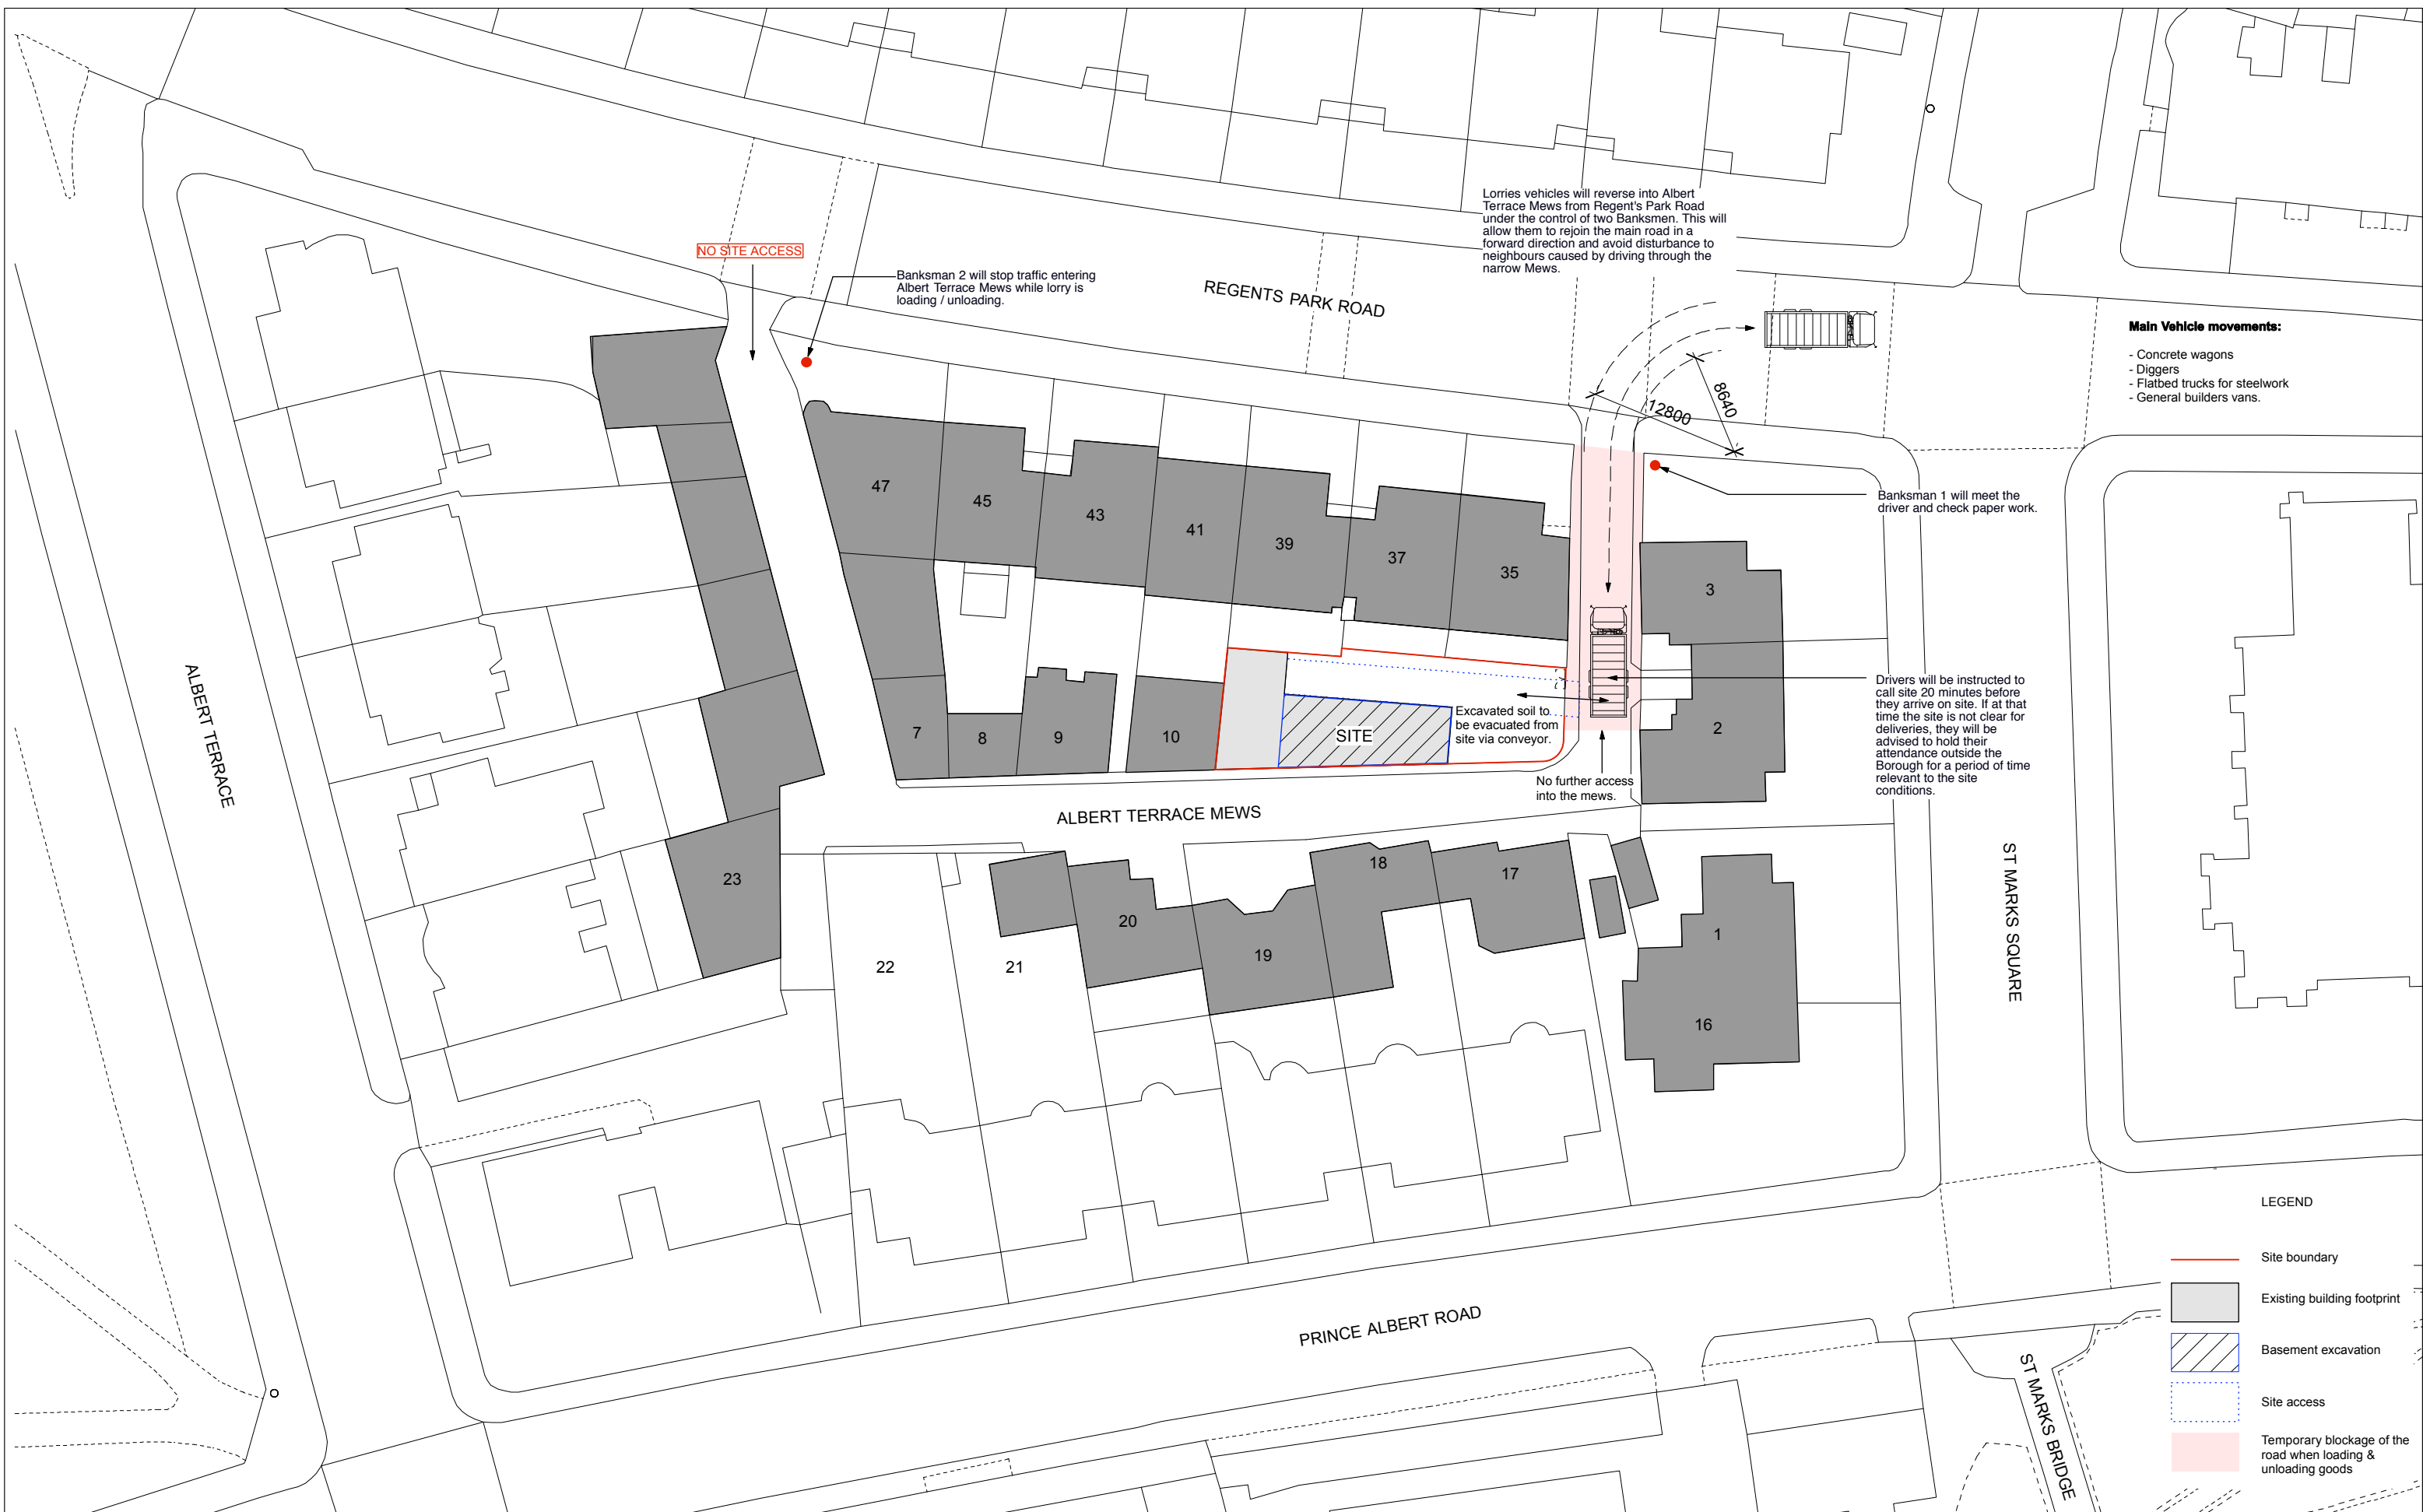 Lorries vehicles will reverse into Albert
Terrace Mews from Regent's Park Road
under the control of two Banksmen. This will
allow them to rejoin the main road in a
forward direction and avoid disturbance to
neighbours caused by driving through the
narrow Mews.
NO SITE ACCESS
Banksman 2 will stop traffic entering
Albert Terrace Mews while lorry is
loading / unloading.
REGENTS PARK ROAD
Main Vehicle movements:
- Concrete wagons
- Diggers
- Flatbed trucks for steelwork
- General builders vans.
8640
12800
Banksman 1 will meet the
driver and check paper work.
47
45
43
41
39
37
35
3
ALBERT TERRACE
Drivers will be instructed to
call site 20 minutes before
they arrive on site. If at that
time the site is not clear for
deliveries, they will be
advised to hold their
attendance outside the
Borough for a period of time
relevant to the site
conditions.
Excavated soil to
be evacuated from
site via conveyor.
7
8
9
10
SITE
2
No further access
into the mews.
ALBERT TERRACE MEWS
23
22
21
20
19
18
17
1
16
ST MARKS SQUARE
PRINCE ALBERT ROAD
ST MARKS BRIDGE
LEGEND
Site boundary
Existing building footprint
Basement excavation
Site access
Temporary blockage of the
road when loading &
unloading goods